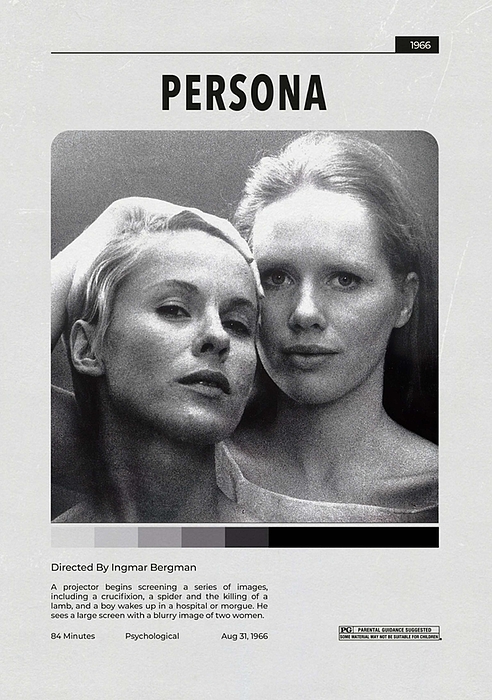 1966
PERSONA
Directed By Ingmar Bergman
A projector begins screening a series of images,
including a crucifixion, a spider and the killing of a
lamb, and a boy wakes up in a hospital or morgue. He
sees a large screen with a blurry image of two women.
84 Minutes Psychological Aug 31, 1966
PG PARENTAL GUIDANCE SUGGESTED
SOME MATERIAL MAY NOT BE SUITABLE FOR CHILDREN